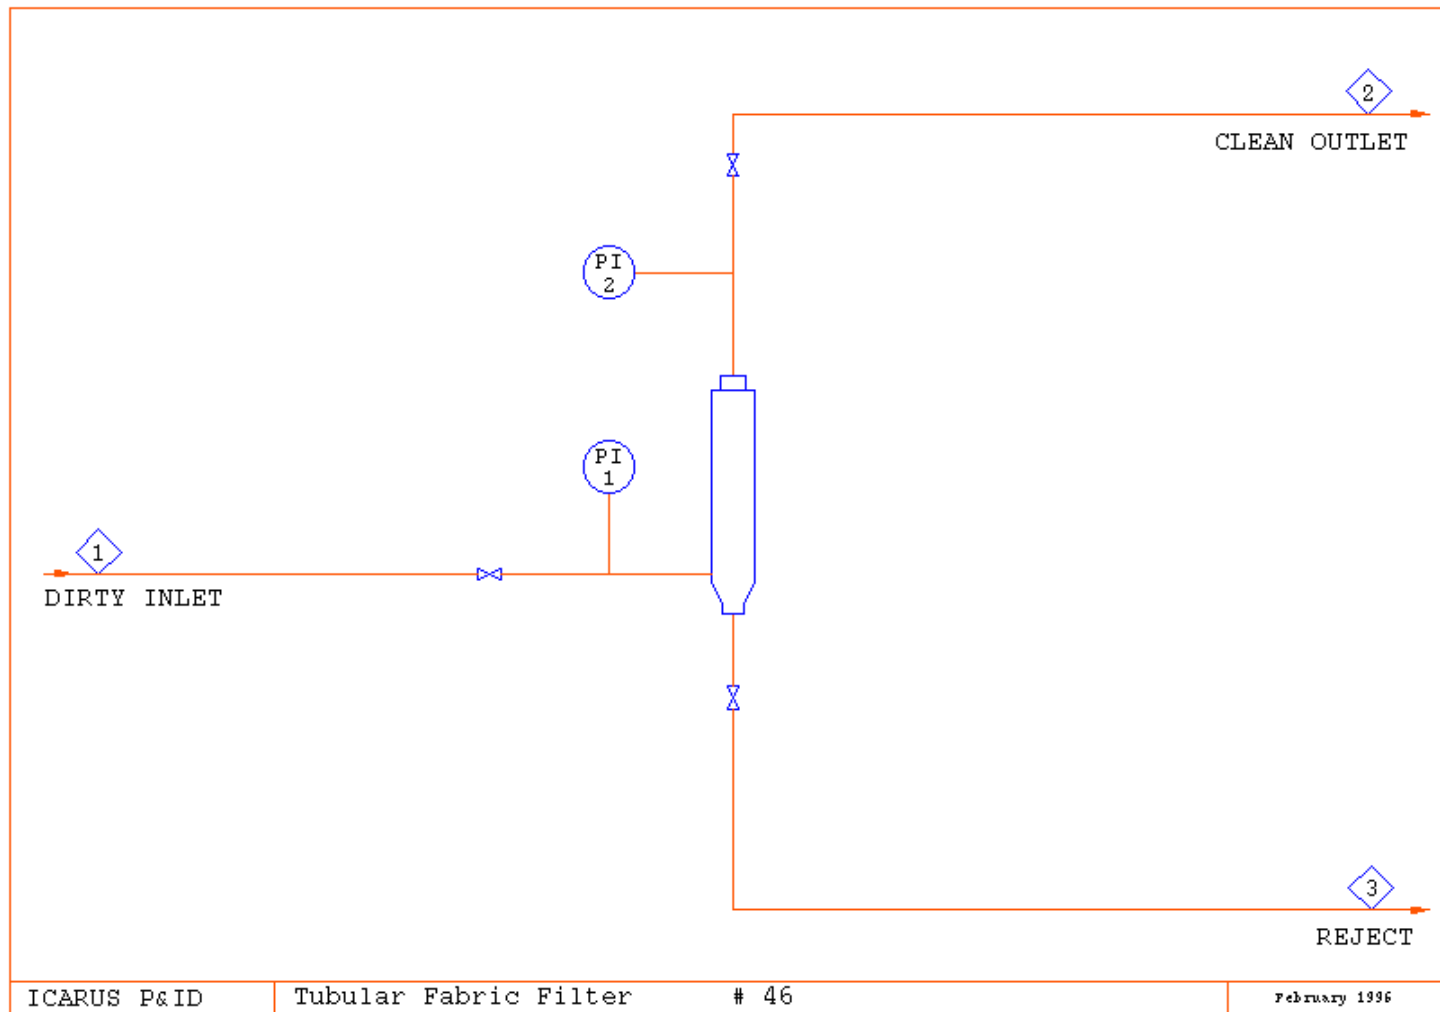 2
CLEAN OUTLET
PI
2
PI
1
1
DIRTY INLET
3
REJECT
ICARUS P&ID
Tubular Fabric Filter # 46
February 1996